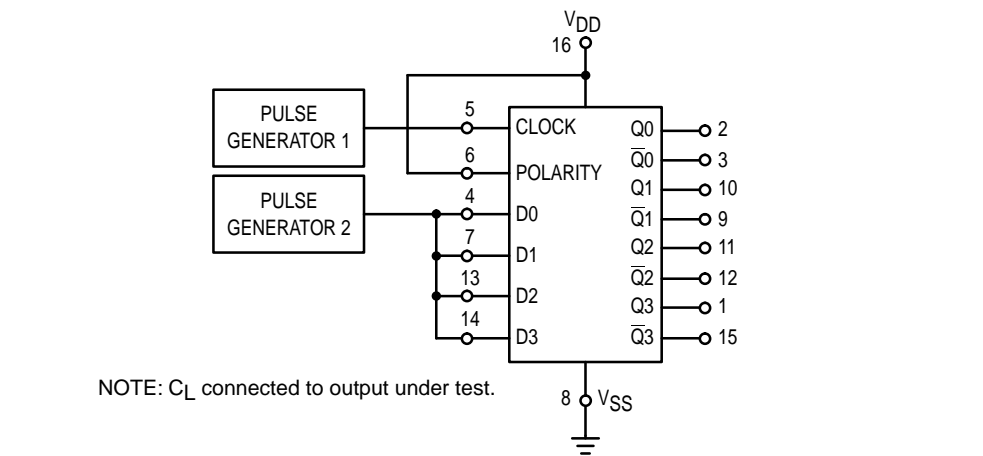 VDD
16
PULSE
GENERATOR 1
5
CLOCK
Q0
2
6
POLARITY
Q̅0
3
PULSE
GENERATOR 2
4
D0
Q1
10
7
D1
Q̅1
9
Q2
11
13
D2
Q̅2
12
14
D3
Q3
1
Q̅3
15
NOTE: CL connected to output under test.
8
VSS